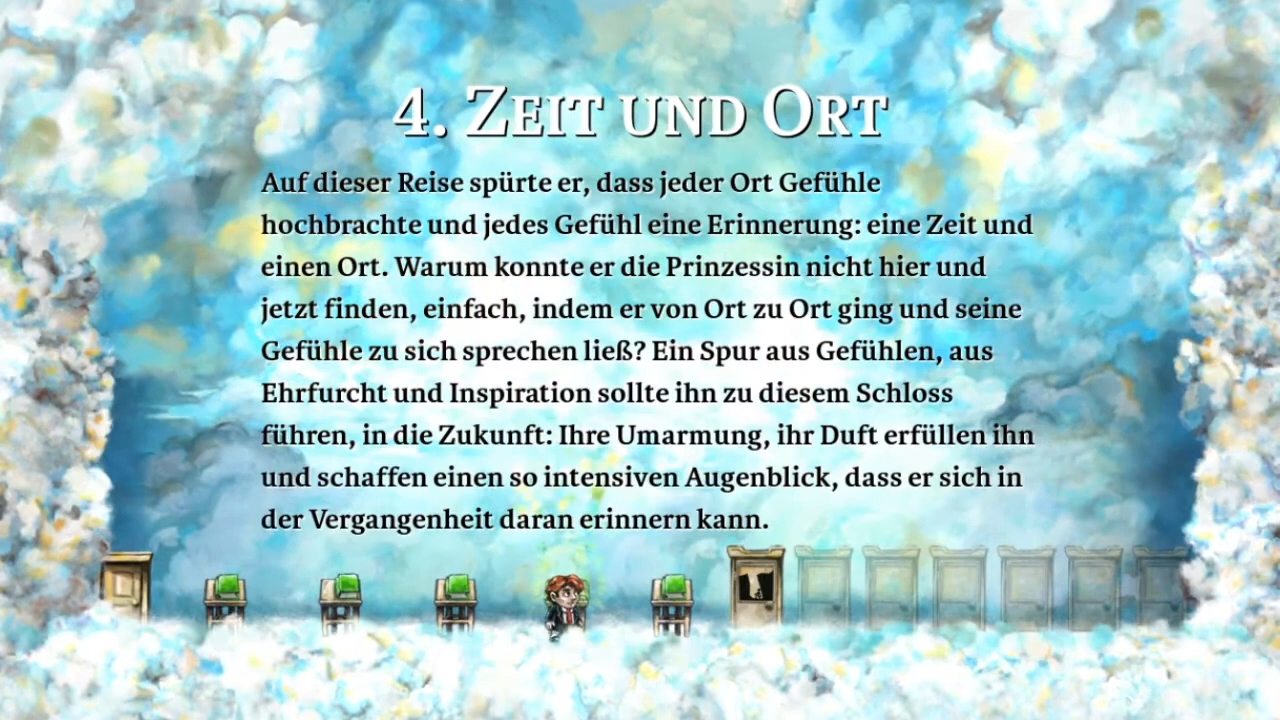 4. Zeit und Ort
Auf dieser Reise spürte er, dass jeder Ort Gefühle
hochbrachte und jedes Gefühl eine Erinnerung: eine Zeit und
einen Ort. Warum konnte er die Prinzessin nicht hier und
jetzt finden, einfach, indem er von Ort zu Ort ging und seine
Gefühle zu sich sprechen ließ? Ein Spur aus Gefühlen, aus
Ehrfurcht und Inspiration sollte ihn zu diesem Schloss
führen, in die Zukunft: Ihre Umarmung, ihr Duft erfüllen ihn
und schaffen einen so intensiven Augenblick, dass er sich in
der Vergangenheit daran erinnern kann.